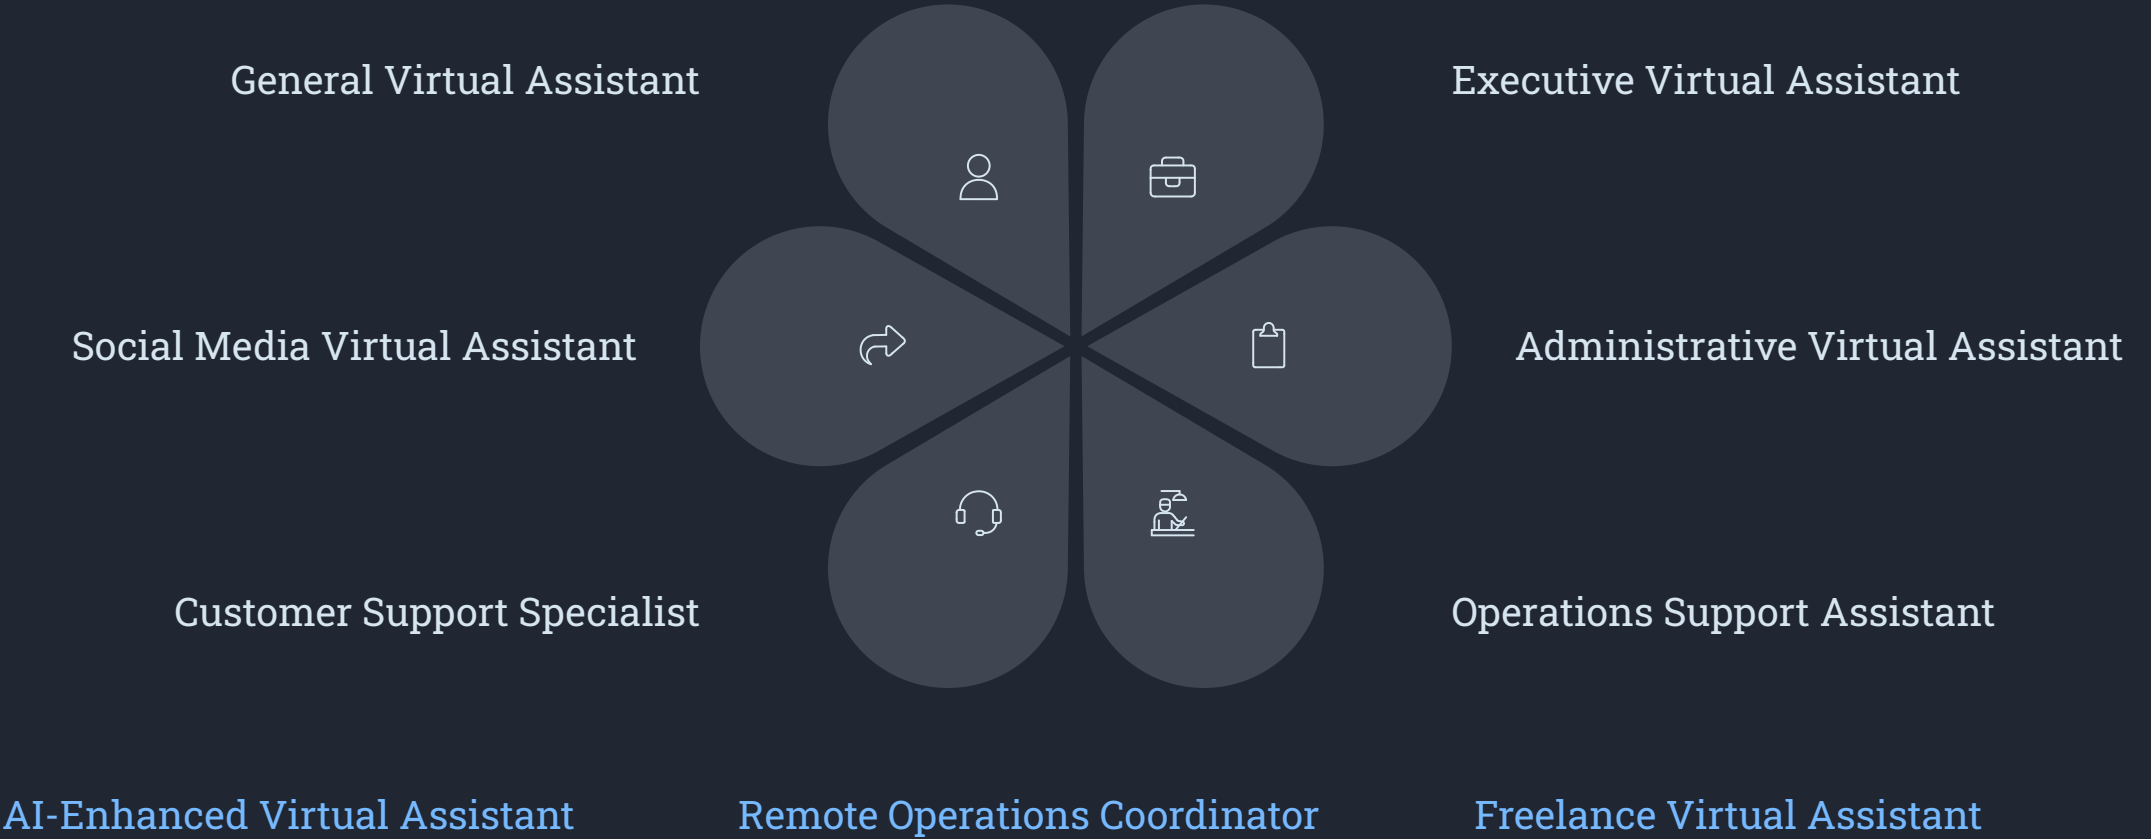 General Virtual Assistant
Executive Virtual Assistant
Social Media Virtual Assistant
Administrative Virtual Assistant
Customer Support Specialist
Operations Support Assistant
AI-Enhanced Virtual Assistant
Remote Operations Coordinator
Freelance Virtual Assistant